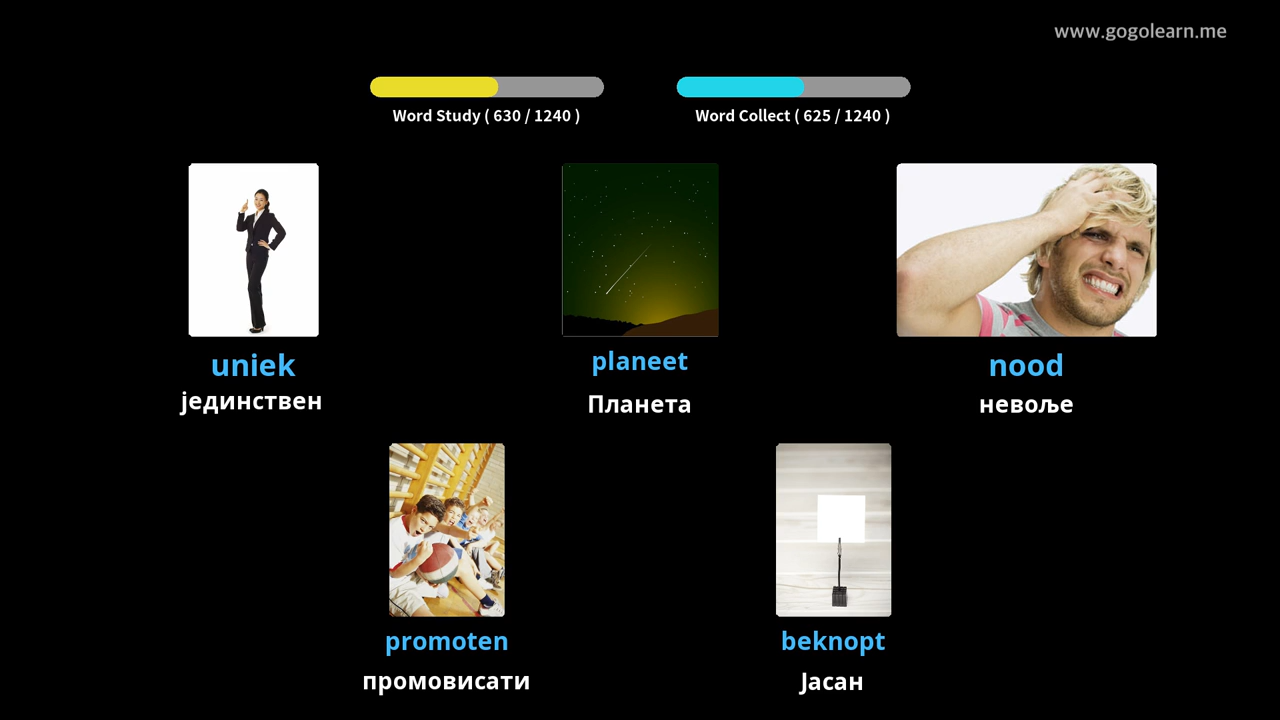 www.gogolearn.me
Word Study ( 630 / 1240 )
Word Collect ( 625 / 1240 )
uniek
јединствен
planeet
Планета
nood
невоље
promoten
промовисати
beknopt
Јасан